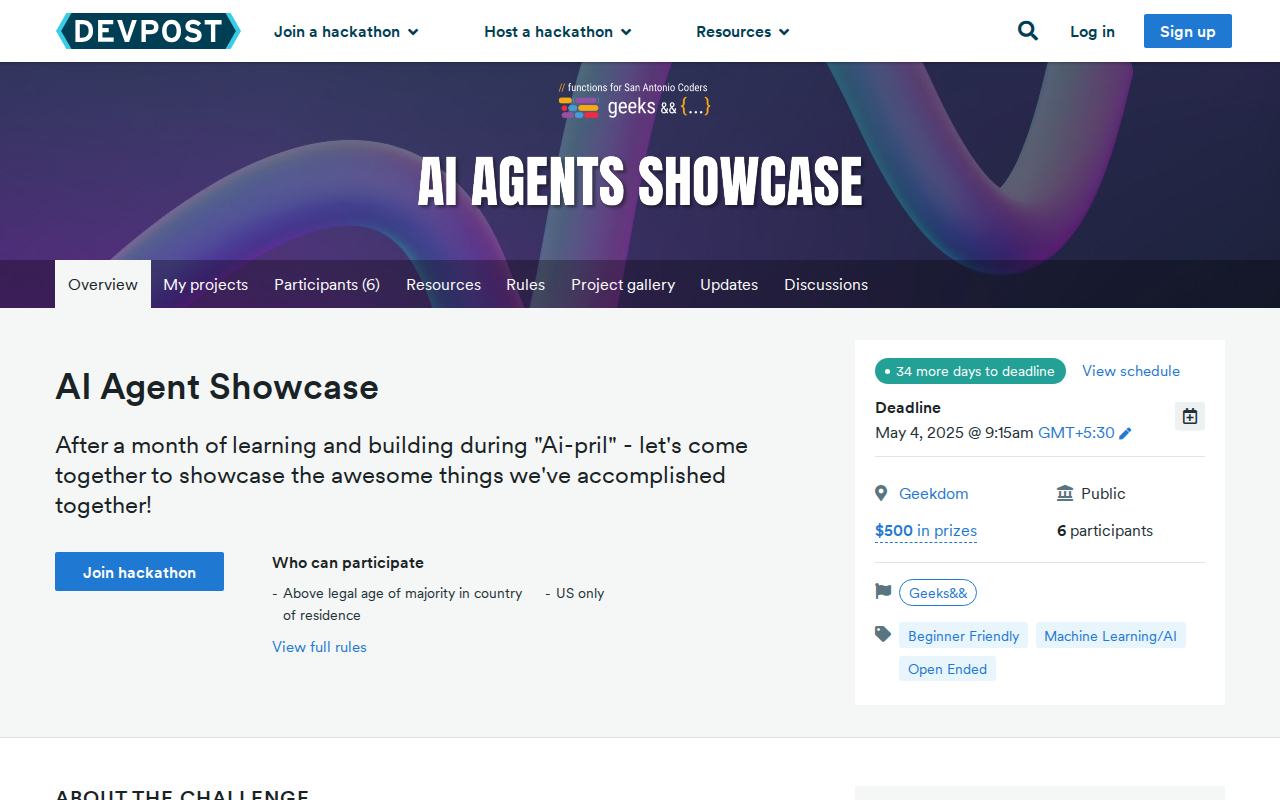 DEVPOST
Join a hackathon
Host a hackathon
Resources
Log in
Sign up
// functions for San Antonio Coders
geeks && {...}
AI AGENTS SHOWCASE
Overview
My projects
Participants (6)
Resources
Rules
Project gallery
Updates
Discussions
AI Agent Showcase
After a month of learning and building during "Ai-pril" - let's come
together to showcase the awesome things we've accomplished
together!
Join hackathon
Who can participate
- Above legal age of majority in country
of residence
- US only
View full rules
34 more days to deadline
View schedule
Deadline
May 4, 2025 @ 9:15am GMT+5:30
Geekdom
Public
$500 in prizes
6 participants
Geeks&&
Beginner Friendly
Machine Learning/AI
Open Ended
ABOUT THE CHALLENGE